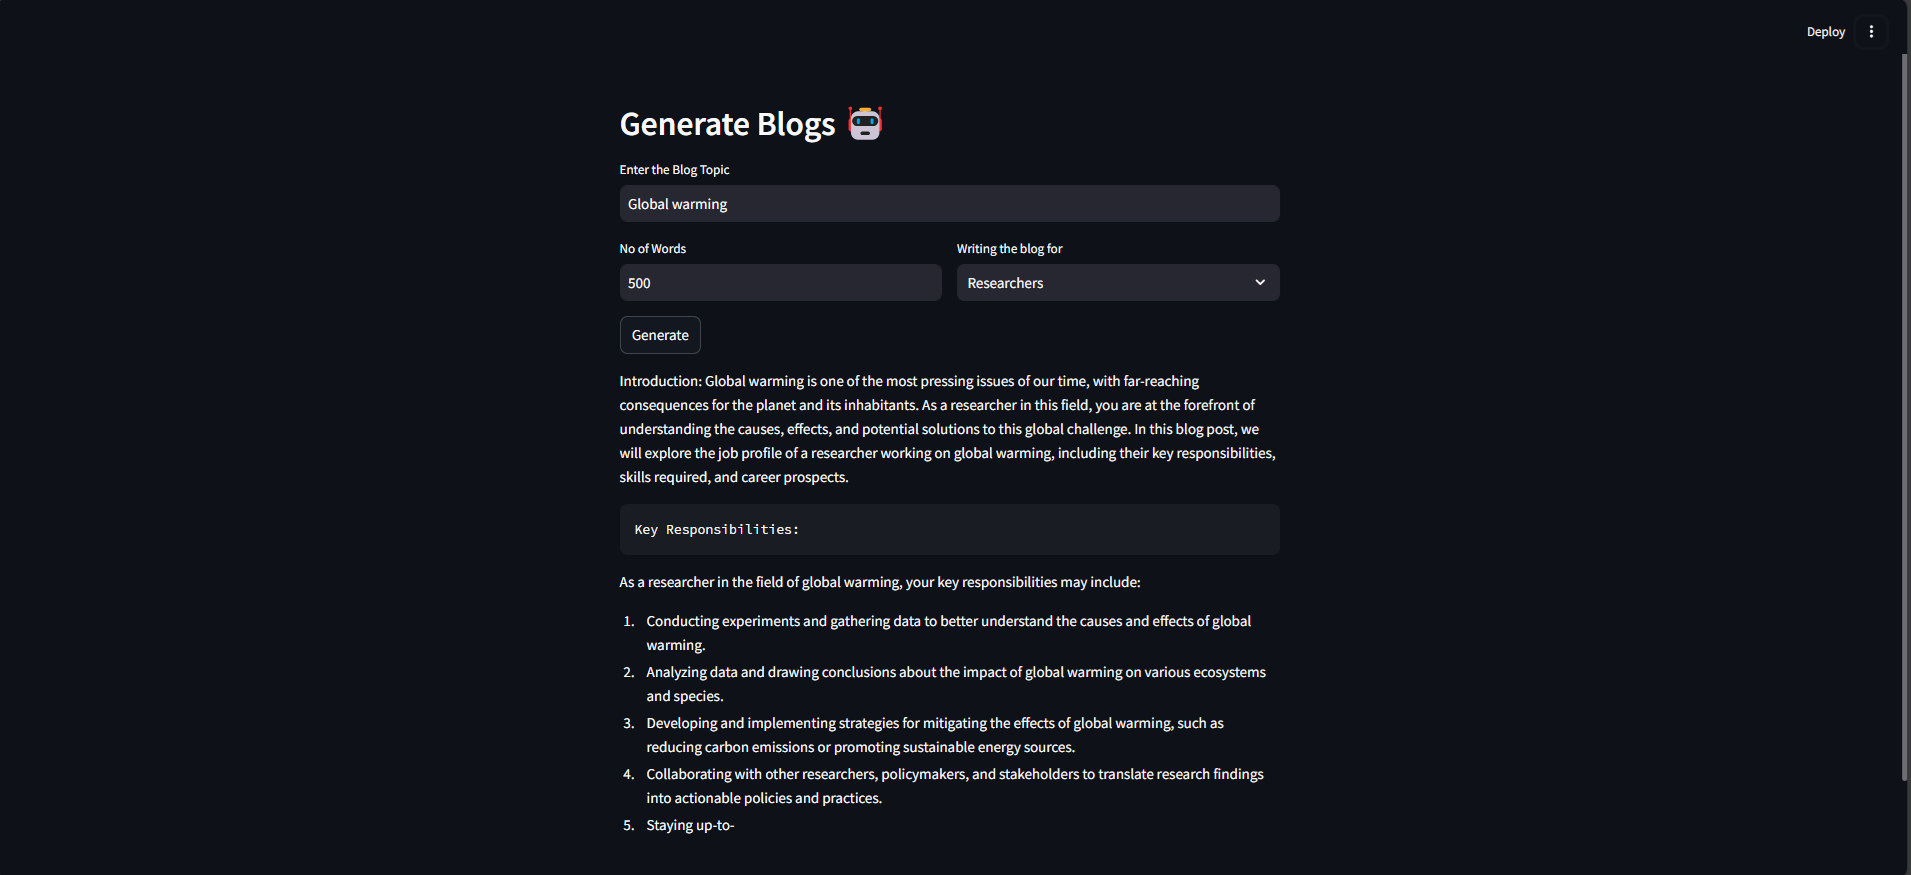 Deploy
Generate Blogs
Enter the Blog Topic
Global warming
No of Words
Writing the blog for
500
Researchers
Generate
Introduction: Global warming is one of the most pressing issues of our time, with far-reaching
consequences for the planet and its inhabitants. As a researcher in this field, you are at the forefront of
understanding the causes, effects, and potential solutions to this global challenge. In this blog post, we
will explore the job profile of a researcher working on global warming, including their key responsibilities,
skills required, and career prospects.
Key Responsibilities:
As a researcher in the field of global warming, your key responsibilities may include:
1. Conducting experiments and gathering data to better understand the causes and effects of global
warming.
2. Analyzing data and drawing conclusions about the impact of global warming on various ecosystems
and species.
3. Developing and implementing strategies for mitigating the effects of global warming, such as
reducing carbon emissions or promoting sustainable energy sources.
4. Collaborating with other researchers, policymakers, and stakeholders to translate research findings
into actionable policies and practices.
5. Staying up-to-